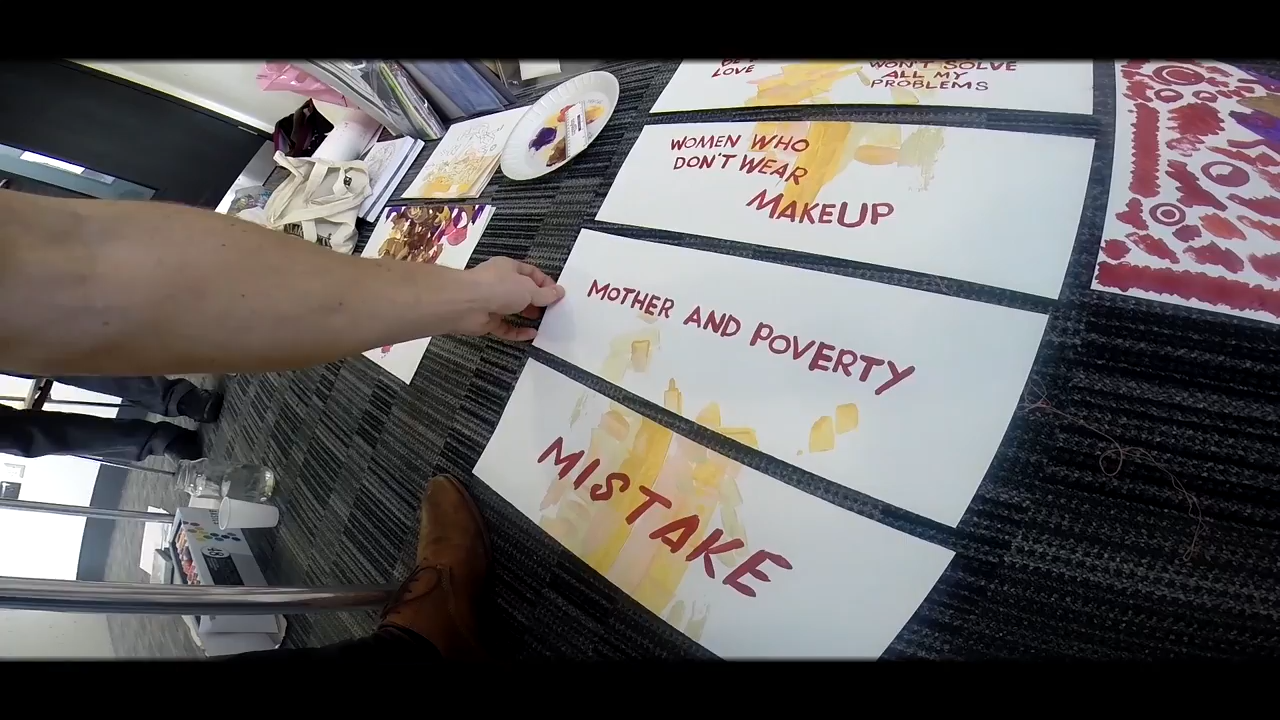 LOVE
WON'T SOLVE
ALL MY
PROBLEMS
WOMEN WHO
DON'T WEAR
MAKEUP
MOTHER AND POVERTY
MISTAKE